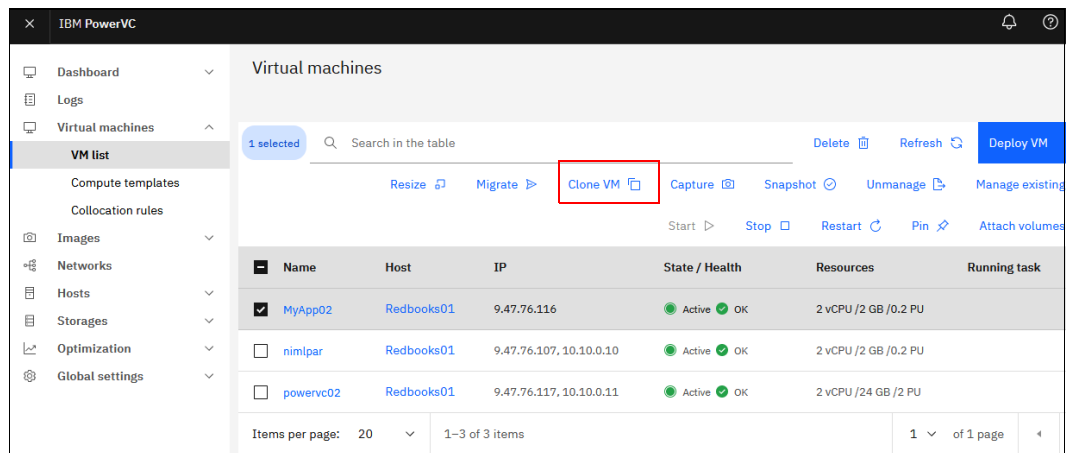 IBM PowerVC
Dashboard
Logs
Virtual machines
VM list
Compute templates
Collocation rules
Images
Networks
Hosts
Storages
Optimization
Global settings
Virtual machines
1 selected Search in the table Delete Refresh Deploy VM
Resize Migrate Clone VM Capture Snapshot Unmanage Manage existing
Start Stop Restart Pin Attach volumes
Name Host IP State / Health Resources Running task
MyApp02 Redbooks01 9.47.76.116 Active OK 2 vCPU /2 GB /0.2 PU
nimlpar Redbooks01 9.47.76.107, 10.10.0.10 Active OK 2 vCPU /2 GB /0.2 PU
powervc02 Redbooks01 9.47.76.117, 10.10.0.11 Active OK 2 vCPU /24 GB /2 PU
Items per page: 20 1–3 of 3 items 1 of 1 page